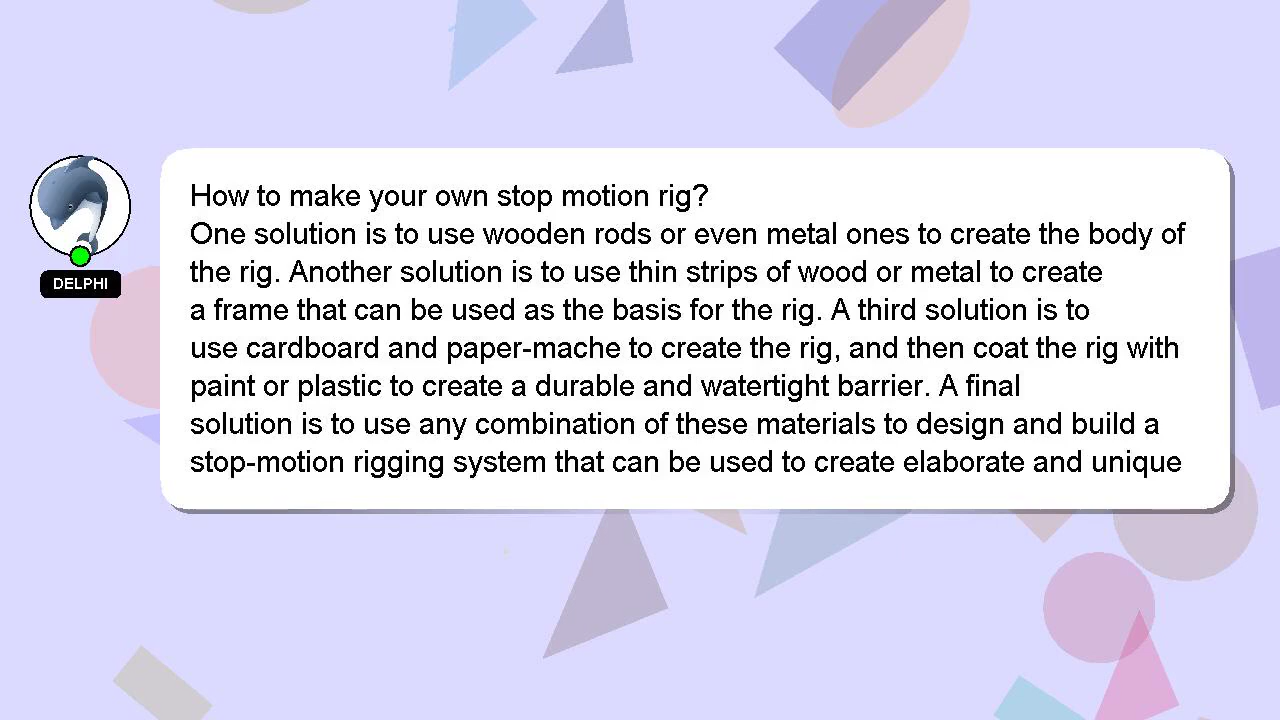 How to make your own stop motion rig?
One solution is to use wooden rods or even metal ones to create the body of
the rig. Another solution is to use thin strips of wood or metal to create
a frame that can be used as the basis for the rig. A third solution is to
use cardboard and paper-mache to create the rig, and then coat the rig with
paint or plastic to create a durable and watertight barrier. A final
solution is to use any combination of these materials to design and build a
stop-motion rigging system that can be used to create elaborate and unique
DELPHI